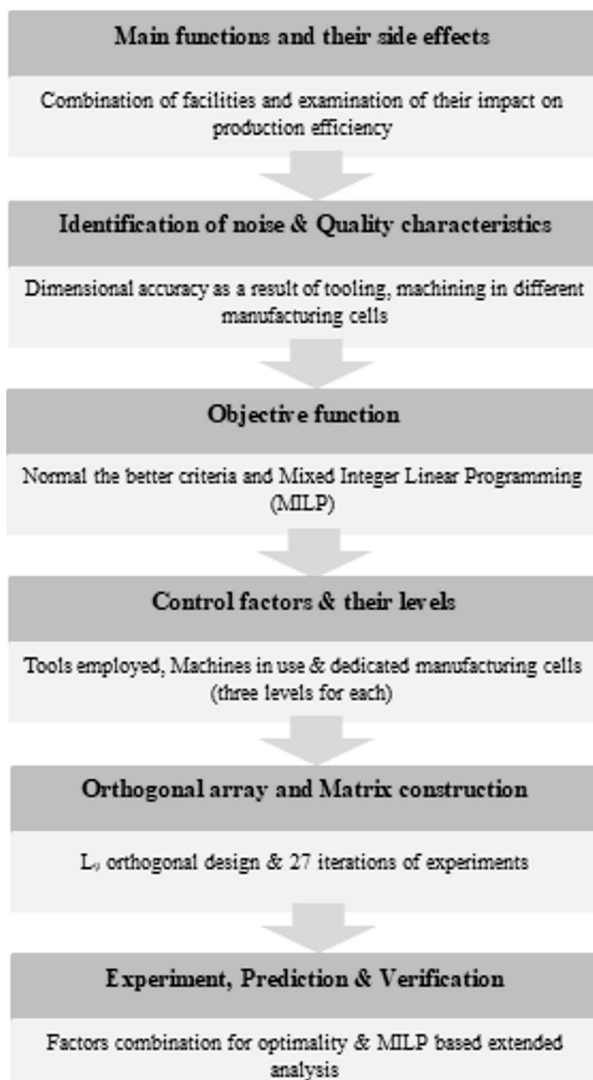 Main functions and their side effects
Combination of facilities and examination of their impact on
production efficiency
Identification of noise & Quality characteristics
Dimensional accuracy as a result of tooling, machining in different
manufacturing cells
Objective function
Normal the better criteria and Mixed Integer Linear Programming
(MILP)
Control factors & their levels
Tools employed, Machines in use & dedicated manufacturing cells
(three levels for each)
Orthogonal array and Matrix construction
L₉ orthogonal design & 27 iterations of experiments
Experiment, Prediction & Verification
Factors combination for optimality & MILP based extended
analysis